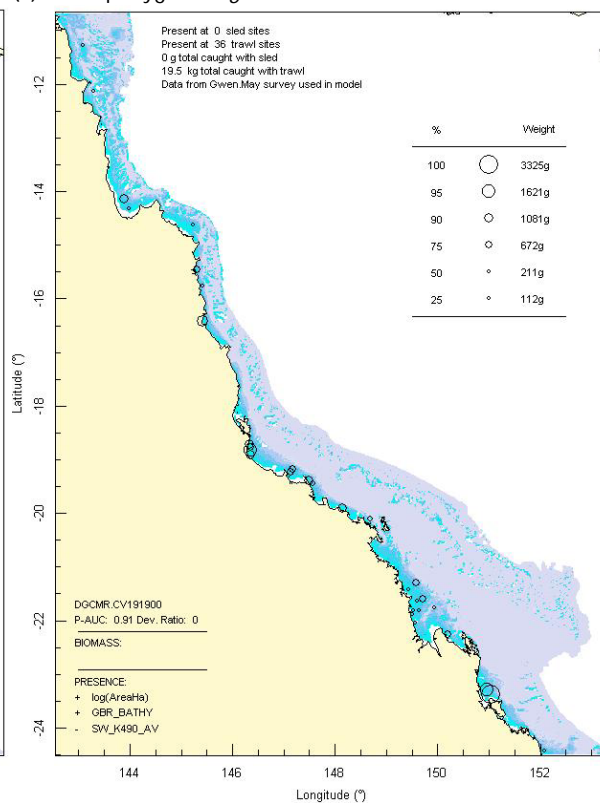 Present at 0 sled sites
Present at 36 trawl sites
0 g total caught with sled
19.5 kg total caught with trawl
Data from Gwen.May survey used in model
% Weight
100 3325g
95 1621g
90 1081g
75 672g
50 211g
25 112g
-12
-14
-16
-18
-20
-22
-24
Latitude (°)
DGCMR.CV191900
P-AUC: 0.91 Dev. Ratio: 0
BIOMASS:
PRESENCE:
+ log(AreaHa)
+ GBR_BATHY
- SW_K490_AV
144 146 148 150 152
Longitude (°)